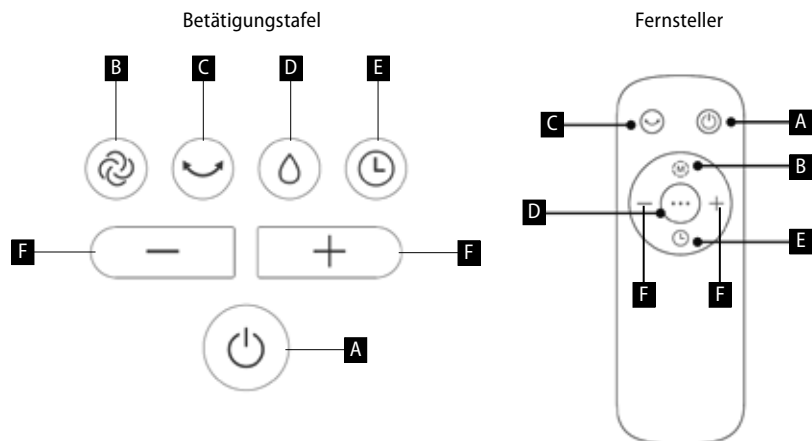 Betätigungstafel
Fernsteller
B C D E
F F
A
C A
B
D
E
F F
M